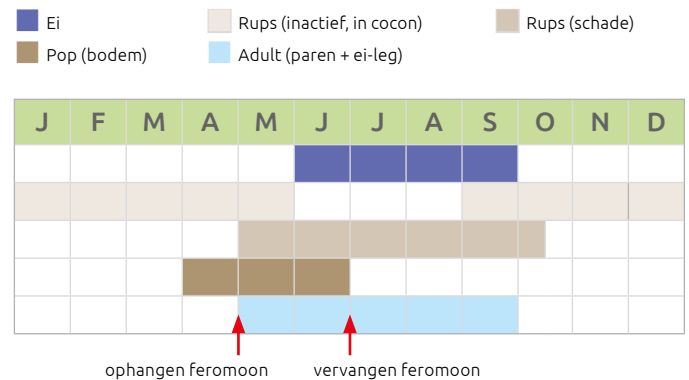 Ei Rups (inactief, in cocon) Rups (schade)
Pop (bodem) Adult (paren + ei-leg)
J F M A M J J A S O N D
ophangen feromoon vervangen feromoon